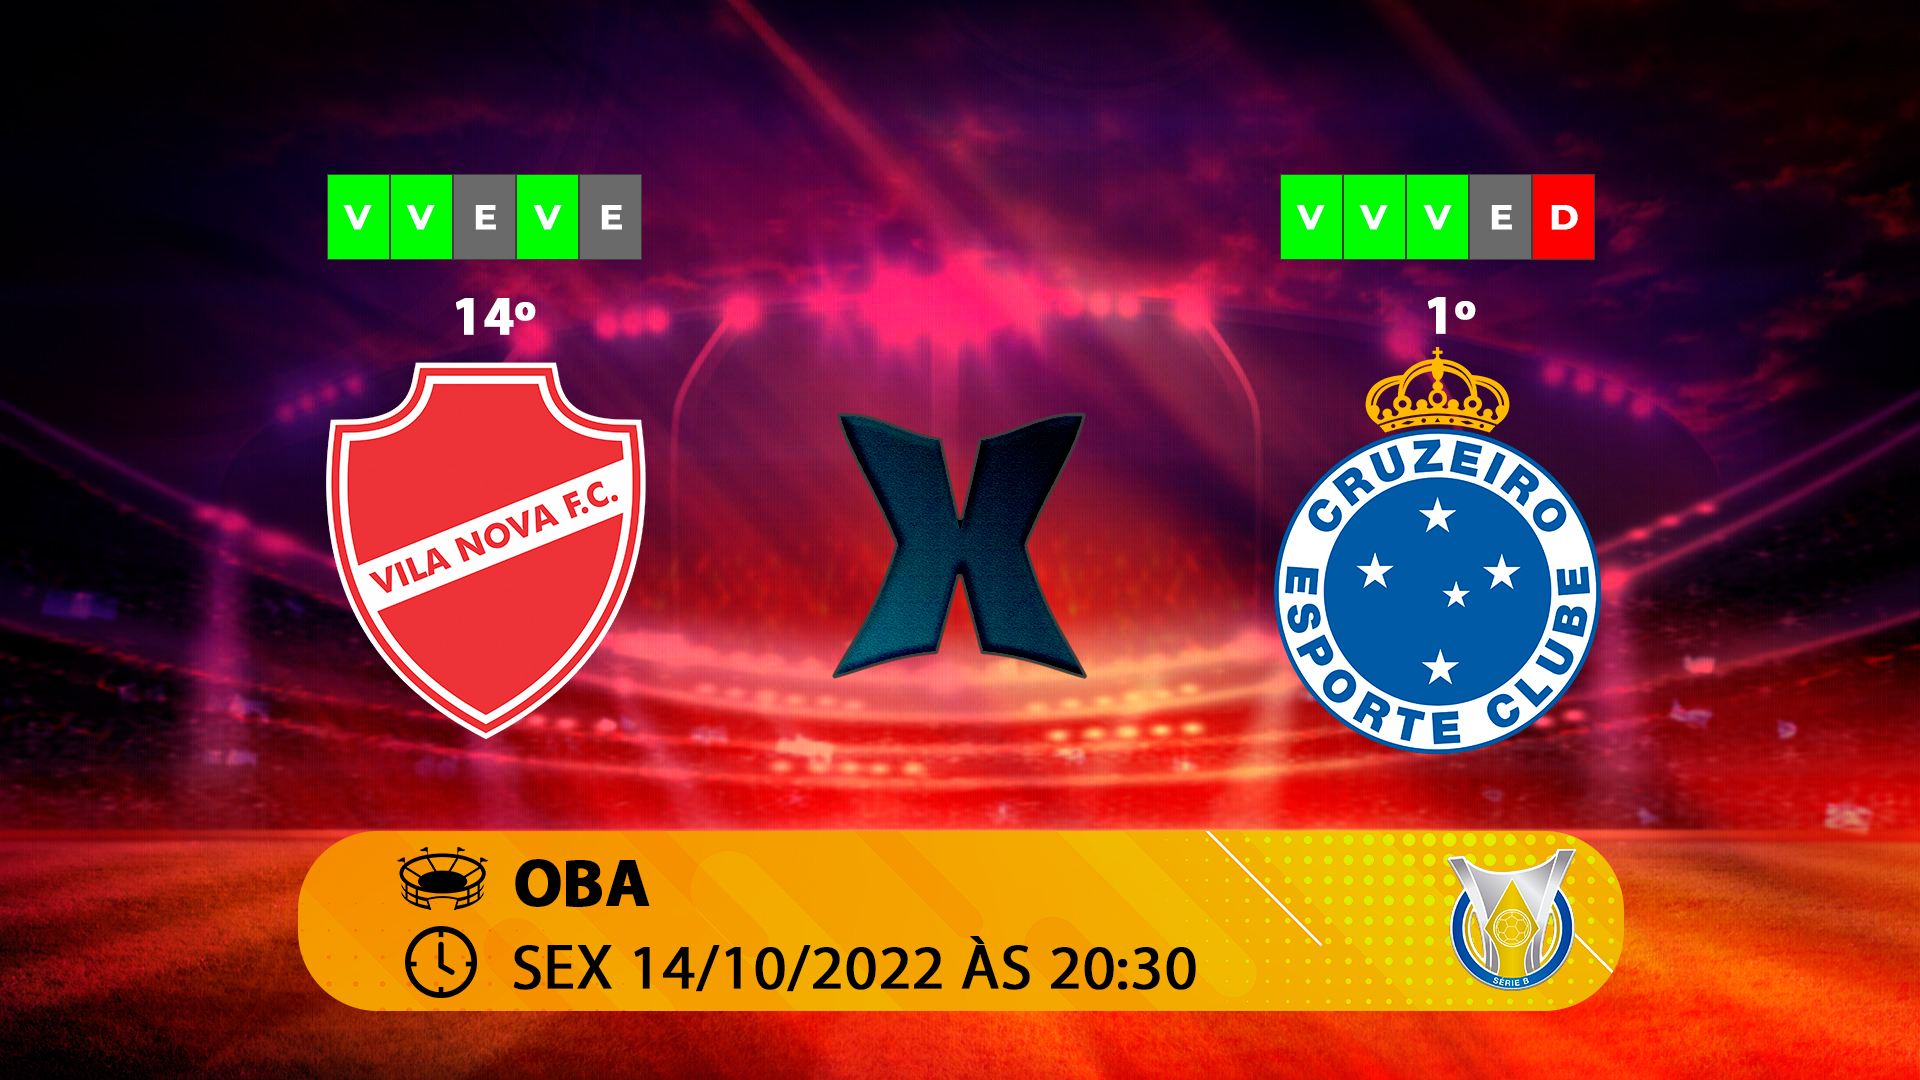 V V E V E
V V V E D
14º
1º
VILA NOVA F.C.
CRUZEIRO
ESPORTE CLUBE
OBA
SEX 14/10/2022 ÀS 20:30
SÉRIE B